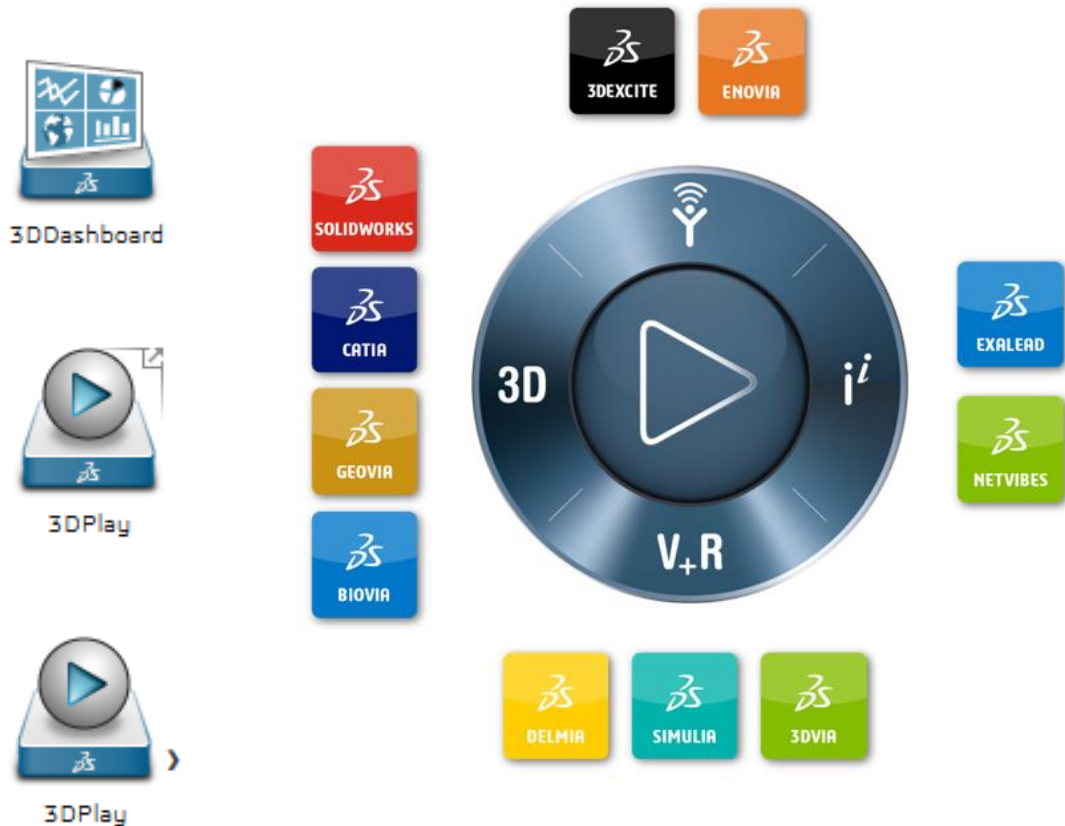 3DDashboard
3DPlay
3DPlay
3DEXCITE
ENOVIA
SOLIDWORKS
CATIA
GEOVIA
BIOVIA
3D
i i
V+R
EXALEAD
NETVIBES
DELMIA
SIMULIA
3DVIA